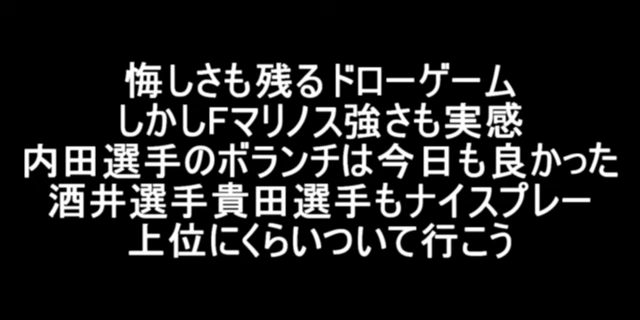 悔しさも残るドローゲーム
しかしFマリノス強さも実感
内田選手のボランチは今日も良かった
酒井選手貴田選手もナイスプレー
上位にくらいついて行こう